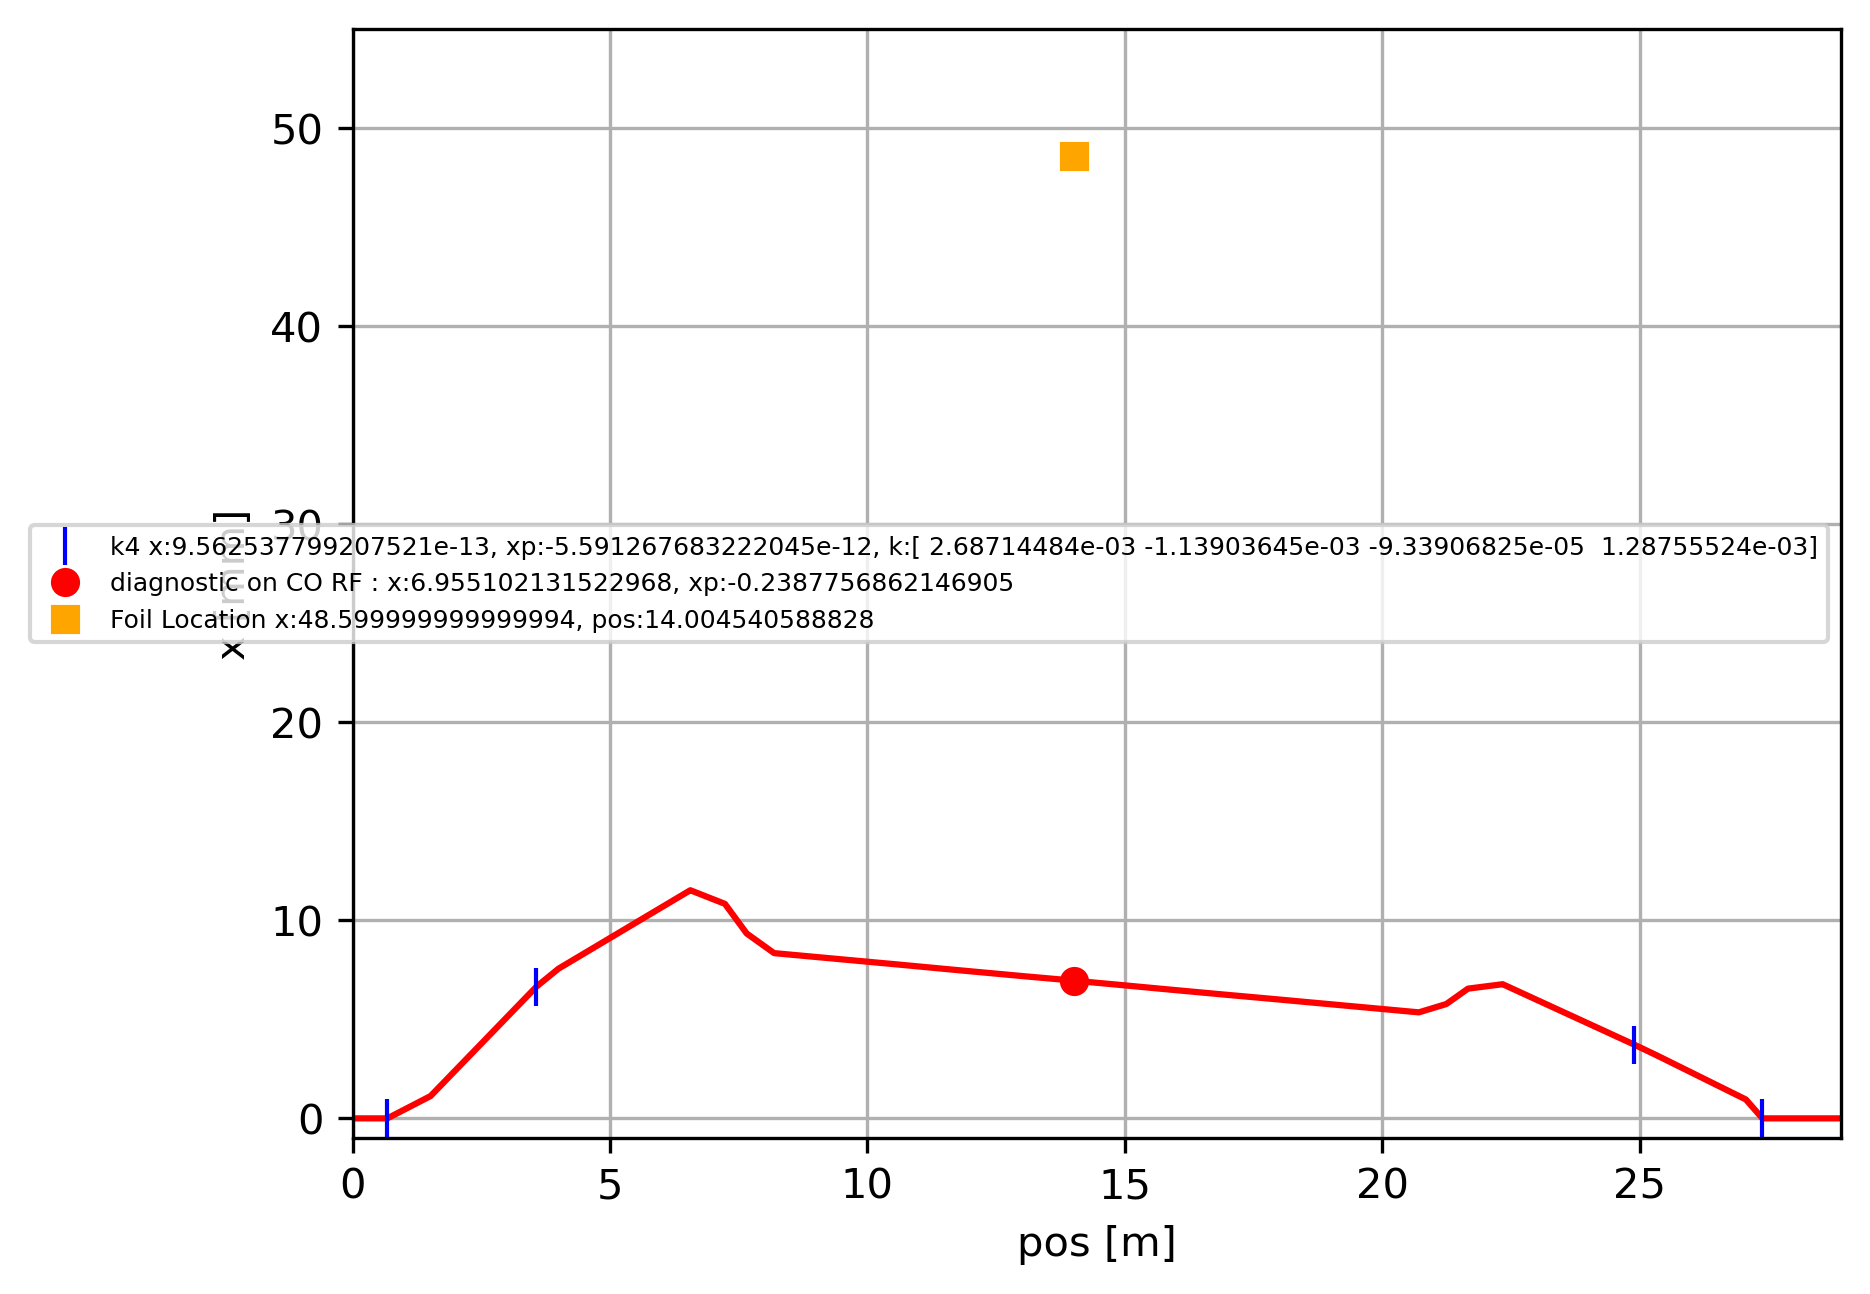 50
40
30
20
10
0
x [mm]
k4 x:9.562537799207521e-13, xp:-5.591267683222045e-12, k:[ 2.68714484e-03 -1.13903645e-03 -9.33906825e-05  1.28755524e-03]
diagnostic on CO RF : x:6.955102131522968, xp:-0.2387756862146905
Foil Location x:48.599999999999994, pos:14.004540588828
0 5 10 15 20 25
pos [m]